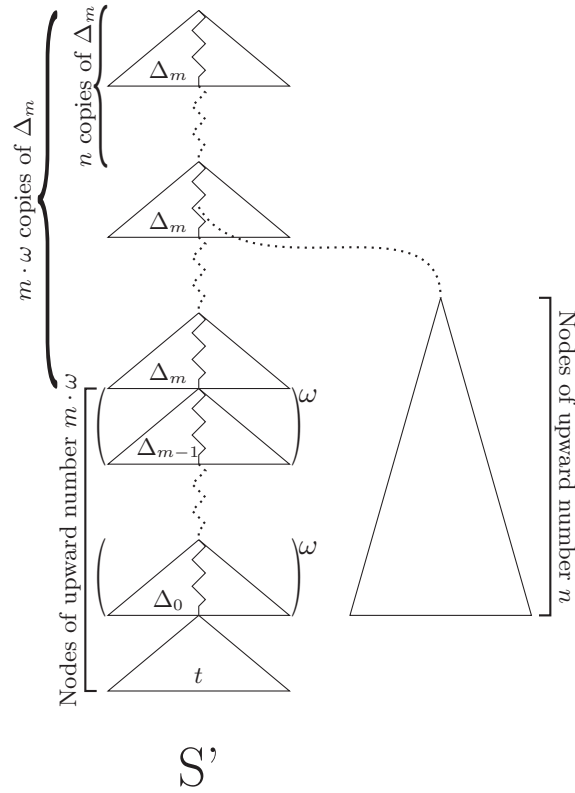 m · ω copies of Δ_m
n copies of Δ_m
Δ_m
Δ_m
Δ_m
Δ_{m−1}
ω
Δ_0
ω
t
Nodes of upward number m · ω
Nodes of upward number n
S’